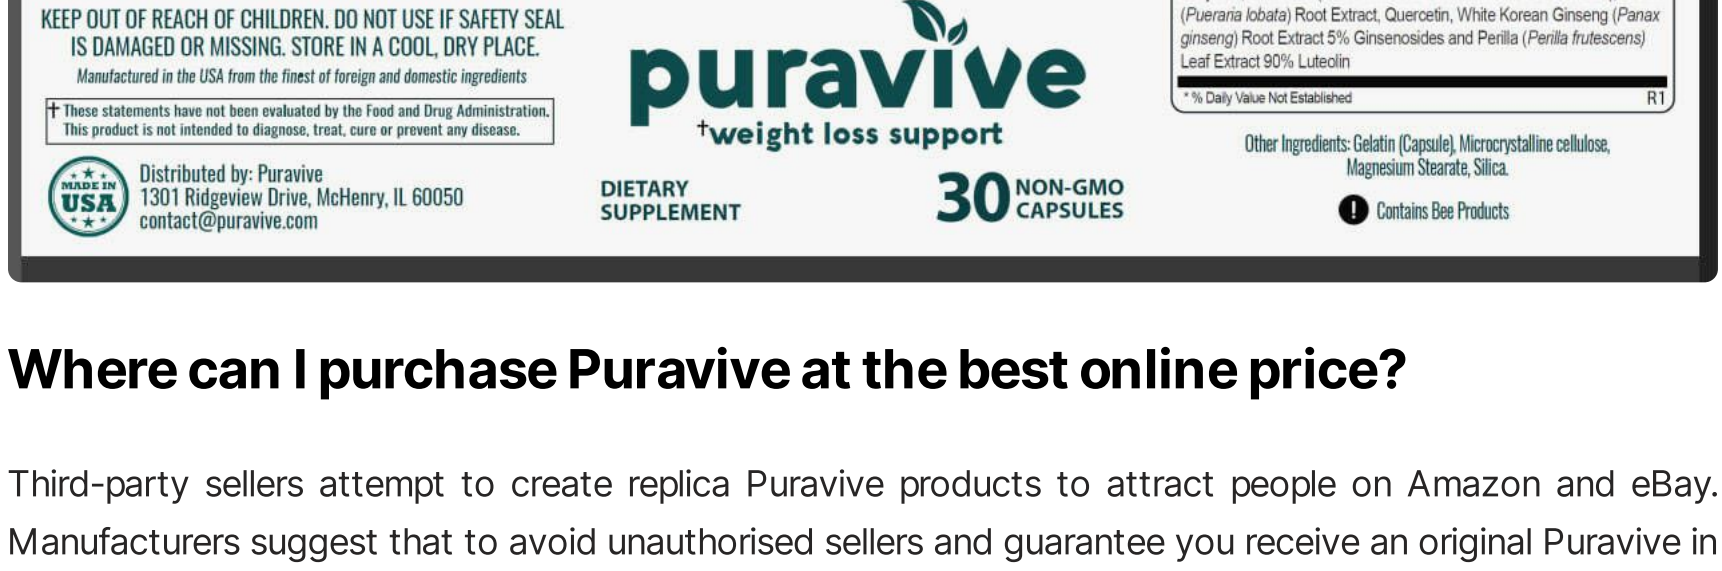 KEEP OUT OF REACH OF CHILDREN. DO NOT USE IF SAFETY SEAL
IS DAMAGED OR MISSING. STORE IN A COOL, DRY PLACE.
Manufactured in the USA from the finest of foreign and domestic ingredients
† These statements have not been evaluated by the Food and Drug Administration.
This product is not intended to diagnose, treat, cure or prevent any disease.
MADE IN
USA
Distributed by: Puravive
1301 Ridgeview Drive, McHenry, IL 60050
contact@puravive.com
puravive
†weight loss support
DIETARY
SUPPLEMENT
30 NON-GMO
CAPSULES
(Pueraria lobata) Root Extract, Quercetin, White Korean Ginseng (Panax
ginseng) Root Extract 5% Ginsenosides and Perilla (Perilla frutescens)
Leaf Extract 90% Luteolin
* % Daily Value Not Established R1
Other Ingredients: Gelatin (Capsule), Microcrystalline cellulose,
Magnesium Stearate, Silica.
! Contains Bee Products
Where can I purchase Puravive at the best online price?
Third-party sellers attempt to create replica Puravive products to attract people on Amazon and eBay.
Manufacturers suggest that to avoid unauthorised sellers and guarantee you receive an original Puravive in